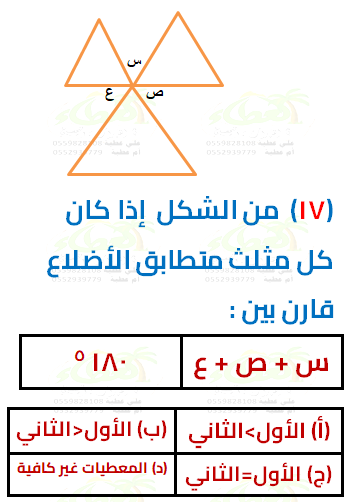 س
ع ص
(١٧) من الشكل إذا كان
كل مثلث متطابق الأضلاع
قارن بين :
س + ص + ع ١٨٠ °
(أ) الأول>الثاني (ب) الأول<الثاني
(ج) الأول=الثاني (د) المعطيات غير كافية